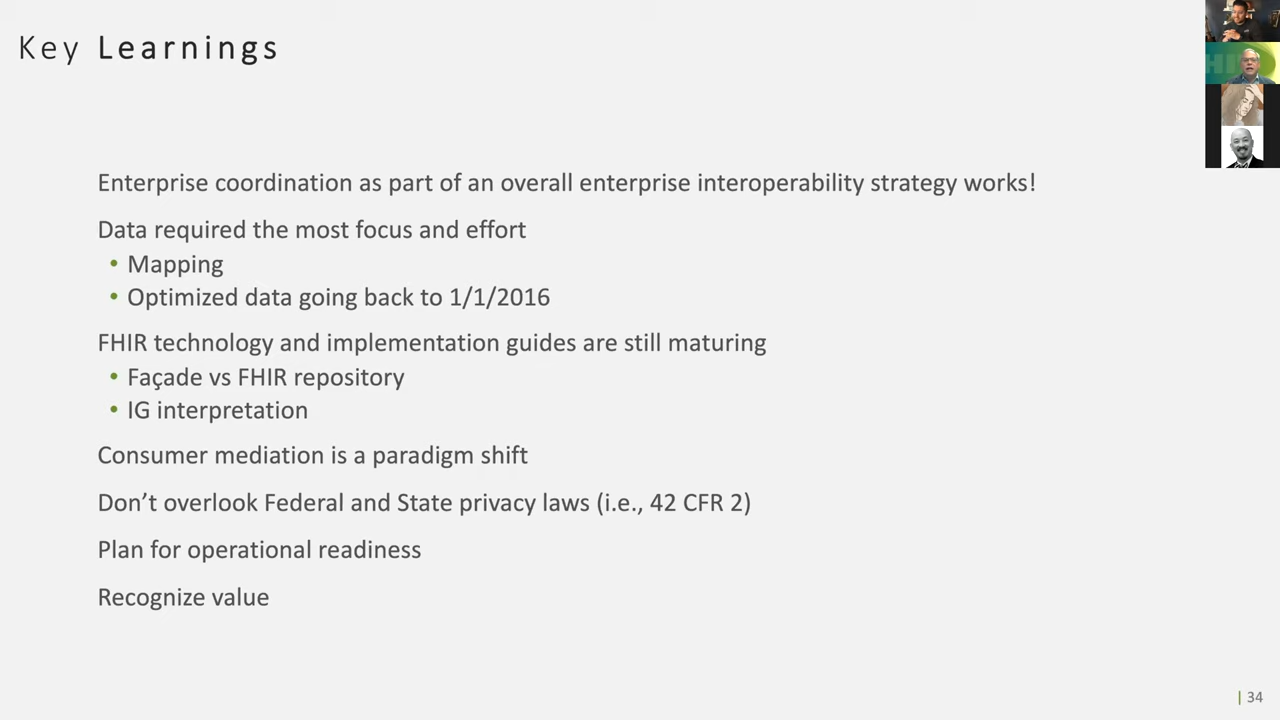 Key Learnings
Enterprise coordination as part of an overall enterprise interoperability strategy works!
Data required the most focus and effort
• Mapping
• Optimized data going back to 1/1/2016
FHIR technology and implementation guides are still maturing
• Façade vs FHIR repository
• IG interpretation
Consumer mediation is a paradigm shift
Don’t overlook Federal and State privacy laws (i.e., 42 CFR 2)
Plan for operational readiness
Recognize value
| 34